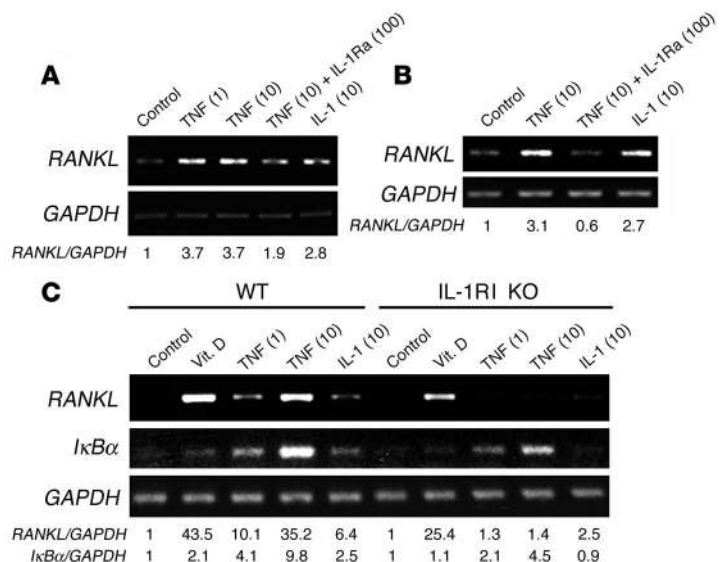 A
Control
TNF (1)
TNF (10)
TNF (10) + IL-1Ra (100)
IL-1 (10)
RANKL
GAPDH
RANKL/GAPDH 1 3.7 3.7 1.9 2.8
B
Control
TNF (10)
TNF (10) + IL-1Ra (100)
IL-1 (10)
RANKL
GAPDH
RANKL/GAPDH 1 3.1 0.6 2.7
C
WT IL-1RI KO
Control
Vit. D
TNF (1)
TNF (10)
IL-1 (10)
Control
Vit. D
TNF (1)
TNF (10)
IL-1 (10)
RANKL
IκBα
GAPDH
RANKL/GAPDH 1 43.5 10.1 35.2 6.4 1 25.4 1.3 1.4 2.5
IκBα/GAPDH 1 2.1 4.1 9.8 2.5 1 1.1 2.1 4.5 0.9